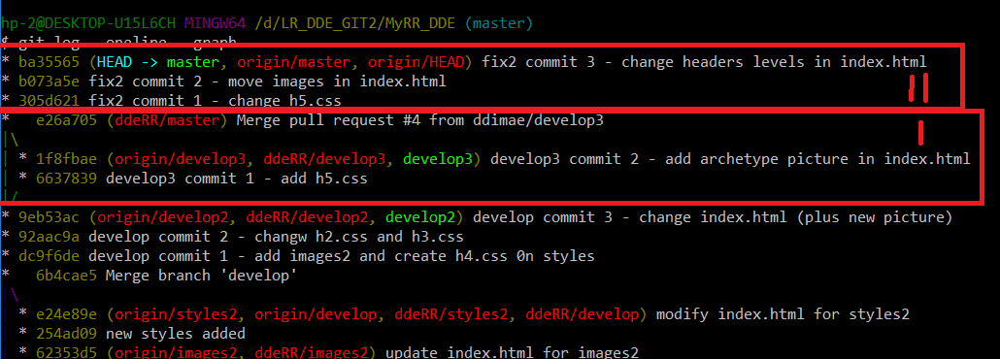 hp-2@DESKTOP-U15L6CH MINGW64 /d/LR_DDE_GIT2/MyRR_DDE (master)
$ git log --oneline --graph
* ba35565 (HEAD -> master, origin/master, origin/HEAD) fix2 commit 3 - change headers levels in index.html
* b073a5e fix2 commit 2 - move images in index.html
* 305d621 fix2 commit 1 - change h5.css
*   e26a705 (ddeRR/master) Merge pull request #4 from ddimae/develop3
|\
| * 1f8fbae (origin/develop3, ddeRR/develop3, develop3) develop3 commit 2 - add archetype picture in index.html
| * 6637839 develop3 commit 1 - add h5.css
|/
* 9eb53ac (origin/develop2, ddeRR/develop2, develop2) develop commit 3 - change index.html (plus new picture)
* 92aac9a develop commit 2 - changw h2.css and h3.css
* dc9f6de develop commit 1 - add images2 and create h4.css 0n styles
*   6b4cae5 Merge branch 'develop'
|\
| * e24e89e (origin/styles2, origin/develop, ddeRR/styles2, ddeRR/develop) modify index.html for styles2
| * 254ad09 new styles added
| * 62353d5 (origin/images2, ddeRR/images2) update index.html for images2